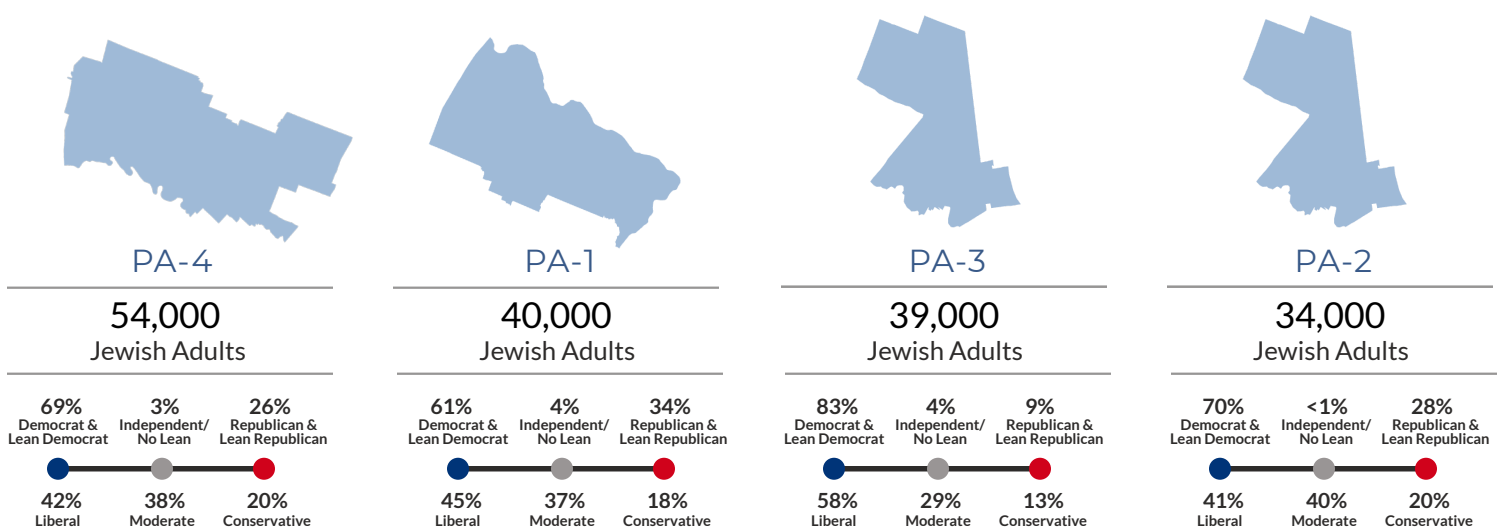 PA-4
54,000
Jewish Adults
69%
Democrat &
Lean Democrat
3%
Independent/
No Lean
26%
Republican &
Lean Republican
42%
Liberal
38%
Moderate
20%
Conservative
PA-1
40,000
Jewish Adults
61%
Democrat &
Lean Democrat
4%
Independent/
No Lean
34%
Republican &
Lean Republican
45%
Liberal
37%
Moderate
18%
Conservative
PA-3
39,000
Jewish Adults
83%
Democrat &
Lean Democrat
4%
Independent/
No Lean
9%
Republican &
Lean Republican
58%
Liberal
29%
Moderate
13%
Conservative
PA-2
34,000
Jewish Adults
70%
Democrat &
Lean Democrat
<1%
Independent/
No Lean
28%
Republican &
Lean Republican
41%
Liberal
40%
Moderate
20%
Conservative